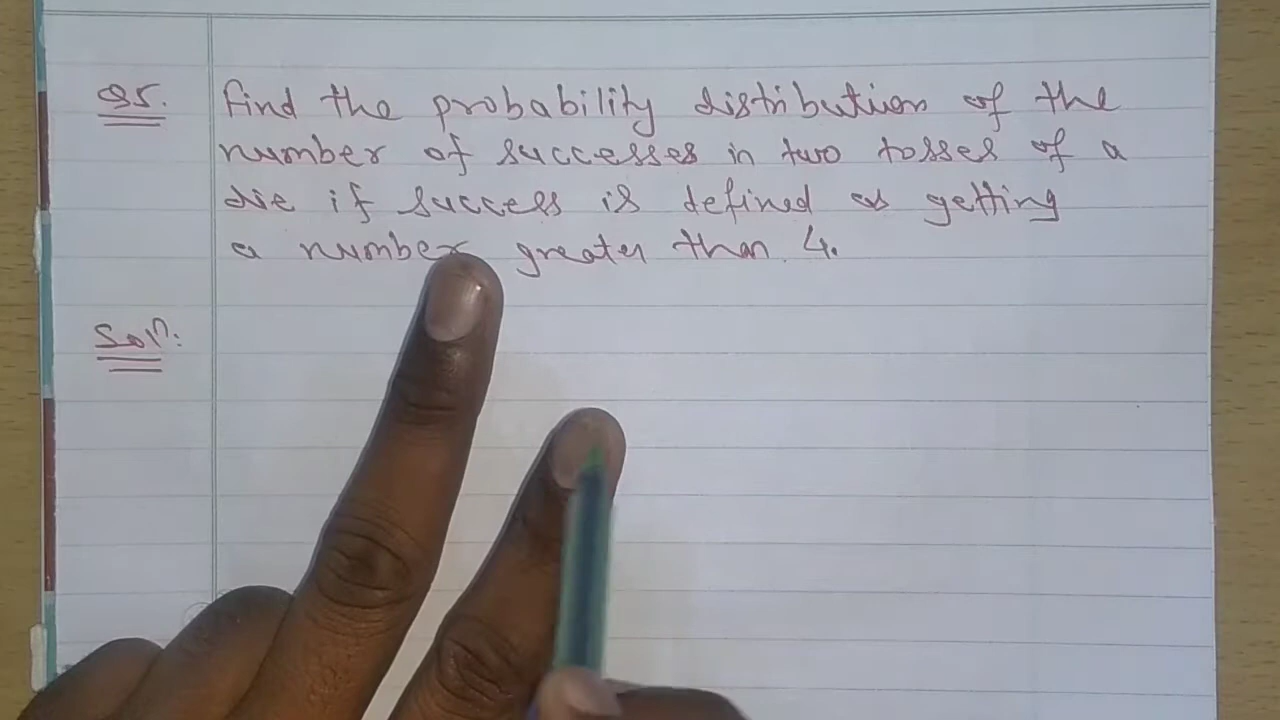 Q5. Find the probability distribution of the
number of successes in two tosses of a
die if success is defined as getting
a number greater than 4.
Soln: